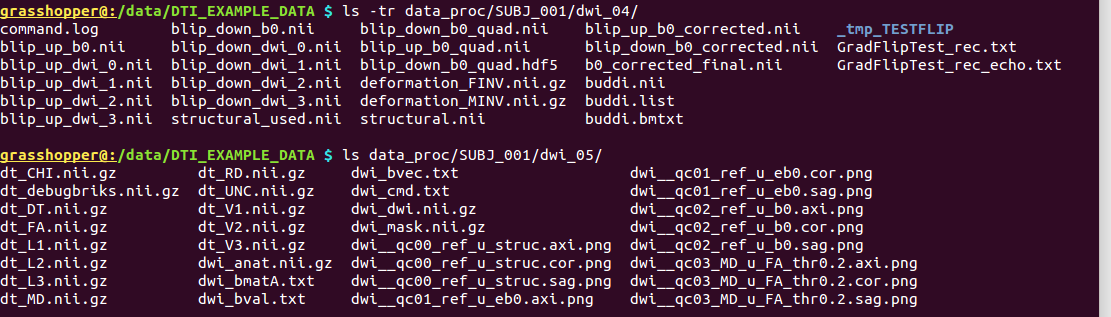 grasshopper@:/data/DTI_EXAMPLE_DATA $ ls -tr data_proc/SUBJ_001/dwi_04/
command.log blip_down_b0.nii blip_down_b0_quad.nii blip_up_b0_corrected.nii _tmp_TESTFLIP
blip_up_b0.nii blip_down_dwi_0.nii blip_up_b0_quad.nii blip_down_b0_corrected.nii GradFlipTest_rec.txt
blip_up_dwi_0.nii blip_down_dwi_1.nii blip_down_b0_quad.hdf5 b0_corrected_final.nii GradFlipTest_rec_echo.txt
blip_up_dwi_1.nii blip_down_dwi_2.nii deformation_FINV.nii.gz buddi.nii
blip_up_dwi_2.nii blip_down_dwi_3.nii deformation_MINV.nii.gz buddi.list
blip_up_dwi_3.nii structural_used.nii structural.nii buddi.bmtxt
grasshopper@:/data/DTI_EXAMPLE_DATA $ ls data_proc/SUBJ_001/dwi_05/
dt_CHI.nii.gz dt_RD.nii.gz dwi_bvec.txt dwi__qc01_ref_u_eb0.cor.png
dt_debugbriks.nii.gz dt_UNC.nii.gz dwi_cmd.txt dwi__qc01_ref_u_eb0.sag.png
dt_DT.nii.gz dt_V1.nii.gz dwi_dwi.nii.gz dwi__qc02_ref_u_b0.axi.png
dt_FA.nii.gz dt_V2.nii.gz dwi_mask.nii.gz dwi__qc02_ref_u_b0.cor.png
dt_L1.nii.gz dt_V3.nii.gz dwi__qc00_ref_u_struc.axi.png dwi__qc02_ref_u_b0.sag.png
dt_L2.nii.gz dwi_anat.nii.gz dwi__qc00_ref_u_struc.cor.png dwi__qc03_MD_u_FA_thr0.2.axi.png
dt_L3.nii.gz dwi_bmatA.txt dwi__qc00_ref_u_struc.sag.png dwi__qc03_MD_u_FA_thr0.2.cor.png
dt_MD.nii.gz dwi_bval.txt dwi__qc01_ref_u_eb0.axi.png dwi__qc03_MD_u_FA_thr0.2.sag.png